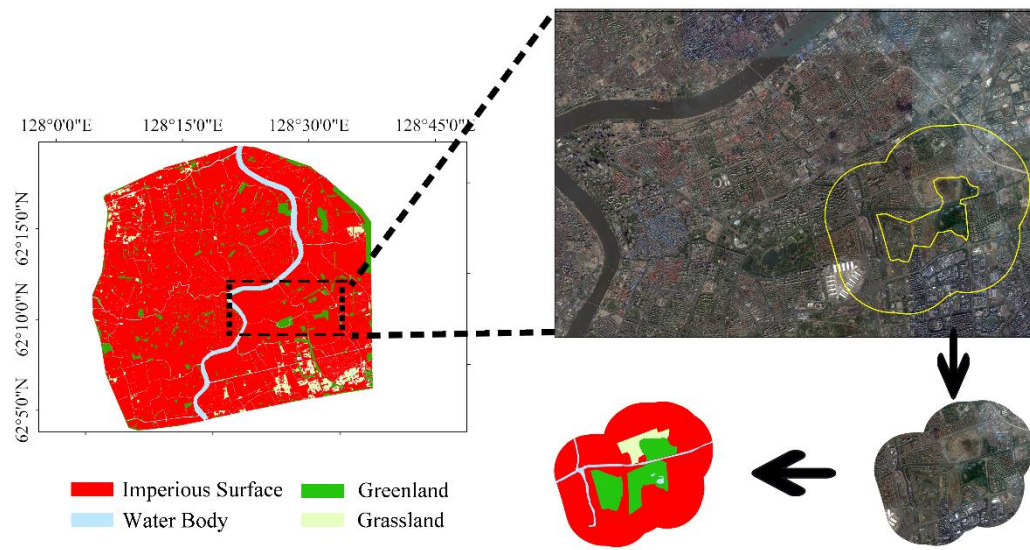 128°0'0"E 128°15'0"E 128°30'0"E 128°45'0"E
62°15'0"N
62°10'0"N
62°5'0"N
Imperious Surface Greenland
Water Body Grassland